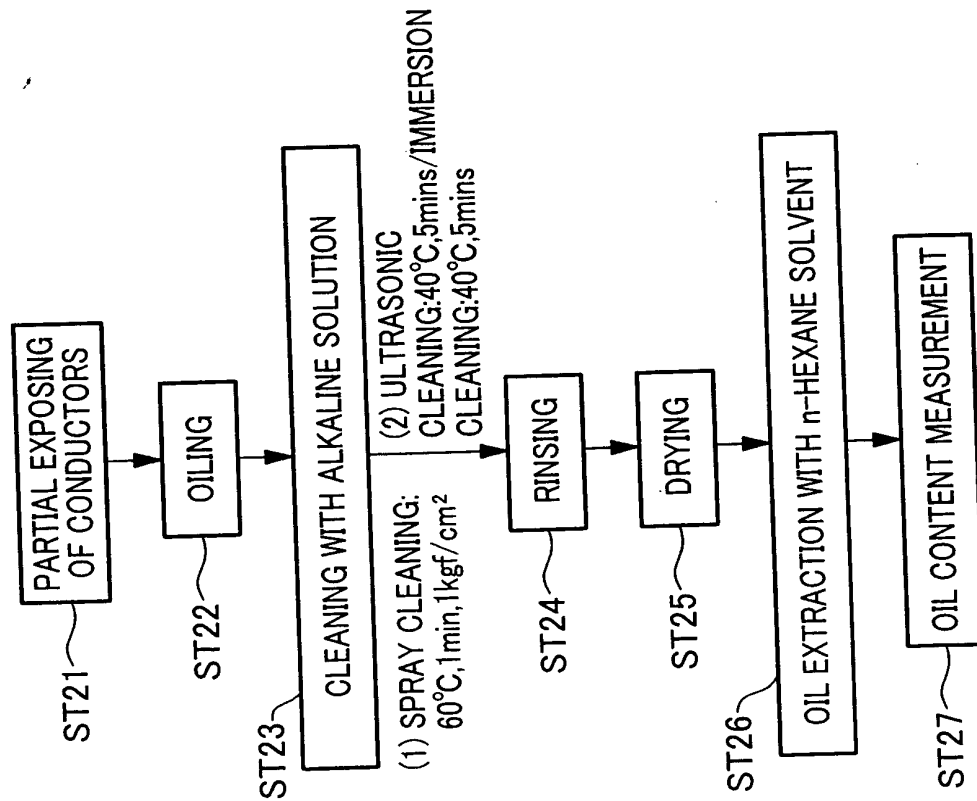 ST21
PARTIAL EXPOSING
OF CONDUCTORS
ST22
OILING
ST23
CLEANING WITH ALKALINE SOLUTION
(1) SPRAY CLEANING:
60°C,1min,1kgf/cm²
(2) ULTRASONIC
CLEANING:40°C,5mins/IMMERSION
CLEANING:40°C,5mins
ST24
RINSING
ST25
DRYING
ST26
OIL EXTRACTION WITH n-HEXANE SOLVENT
ST27
OIL CONTENT MEASUREMENT